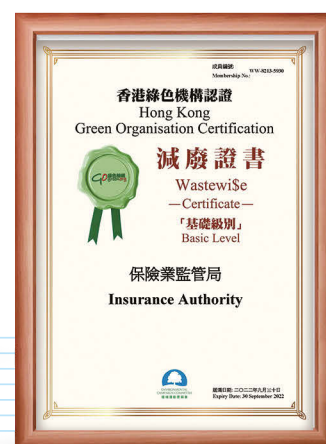 成員編號:
Membership No.: WW-8213-5930
香港綠色機構認證
Hong Kong
Green Organisation Certification
減廢證書
Wastewi$e
—Certificate—
「基礎級別」
Basic Level
保險業監管局
Insurance Authority
屆滿日期: 二〇二二年九月三十日
Expiry Date: 30 September 2022